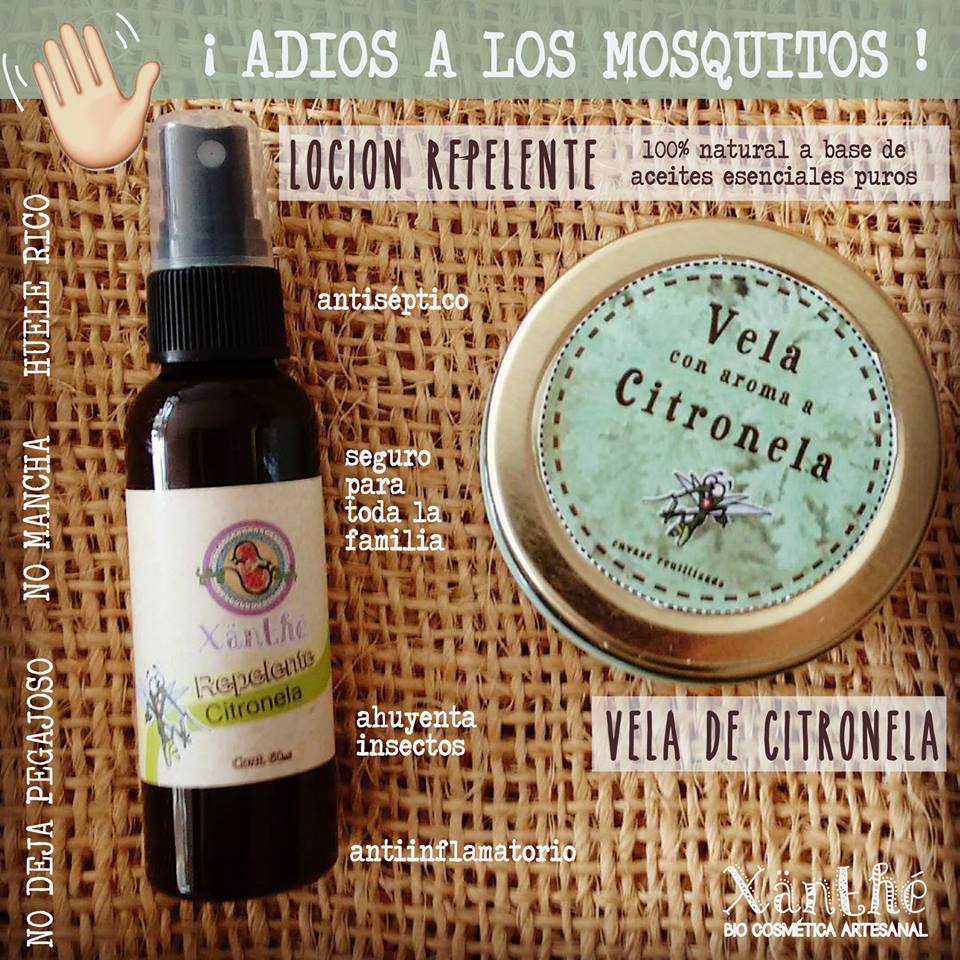 ¡ ADIOS A LOS MOSQUITOS !
LOCION REPELENTE
100% natural a base de
aceites esenciales puros
HUELE RICO
NO MANCHA
NO DEJA PEGAJOSO
antiséptico
seguro
para
toda la
familia
ahuyenta
insectos
antiinflamatorio
Xänthé
Repelente
Citronela
Cont. 60ml
Vela
con aroma a
Citronela
envase reutilizado
VELA DE CITRONELA
Xänthé
BIO COSMÉTICA ARTESANAL